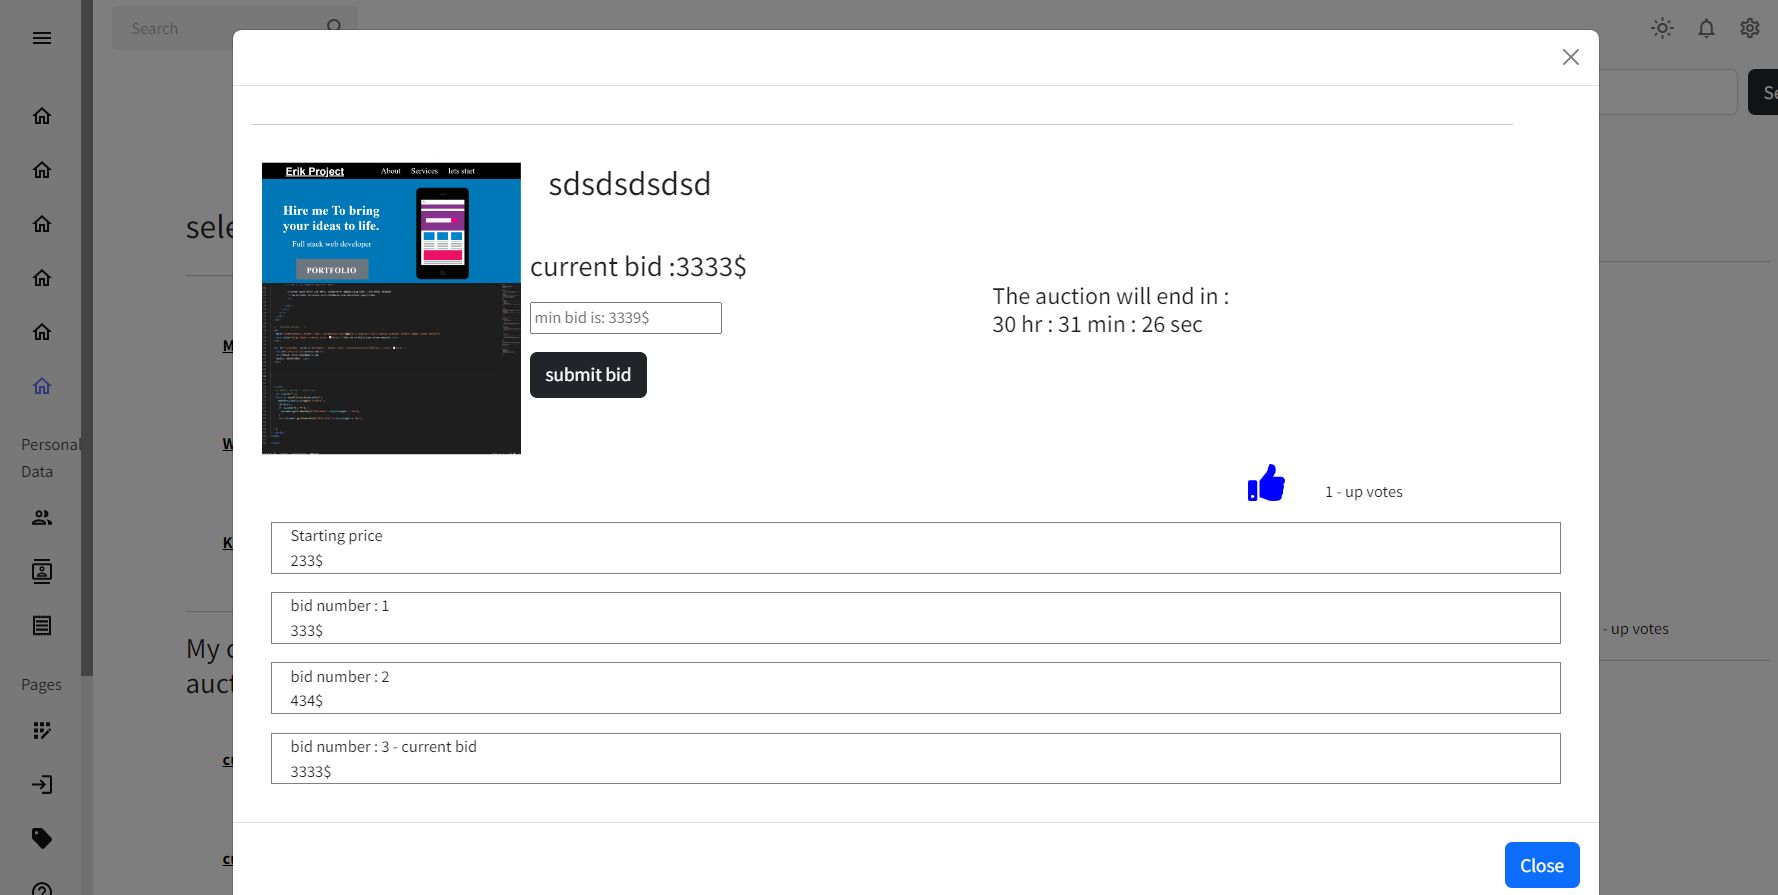 Search
Se
sele
M
W
K
Personal
Data
Pages
My c
auct
cu
cu
- up votes
Erik Project
About Services lets start
Hire me To bring
your ideas to life.
Full stack web developer
PORTFOLIO
sdsdsdsdsd
current bid :3333$
min bid is: 3339$
submit bid
The auction will end in :
30 hr : 31 min : 26 sec
1 - up votes
Starting price
233$
bid number : 1
333$
bid number : 2
434$
bid number : 3 - current bid
3333$
Close